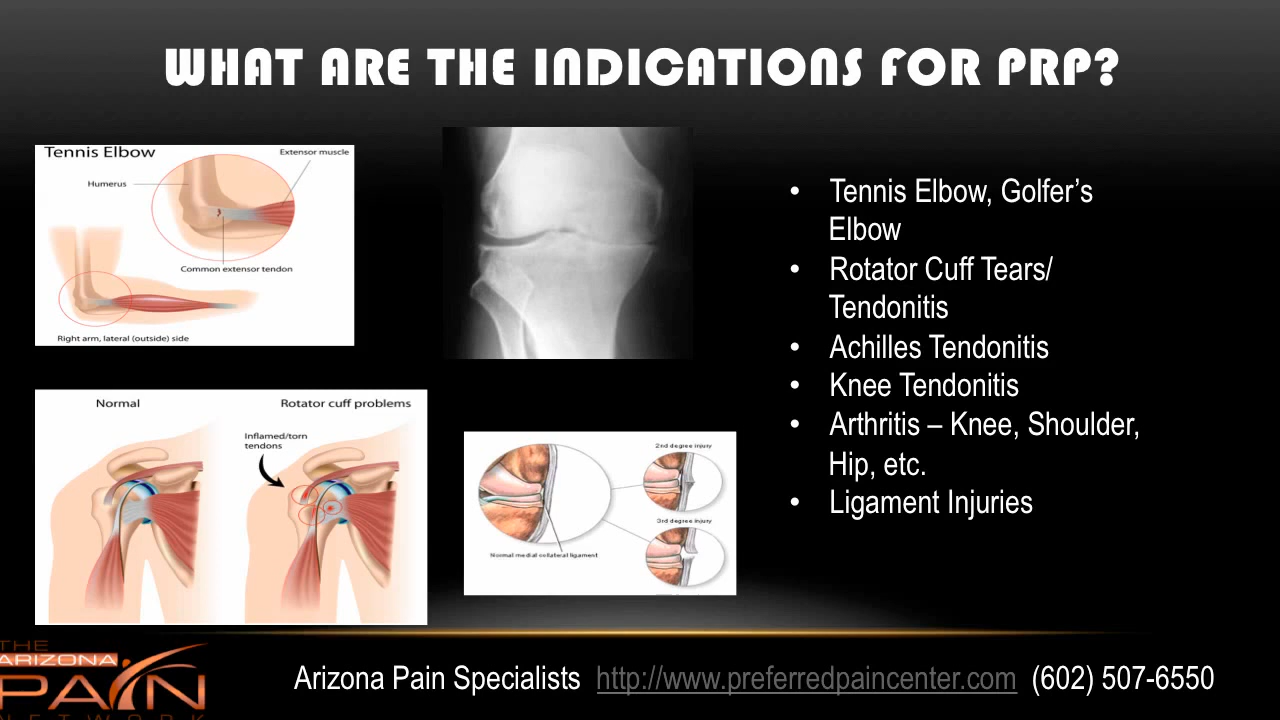 WHAT ARE THE INDICATIONS FOR PRP?
Tennis Elbow
Extensor muscle
Humerus
Common extensor tendon
Right arm, lateral (outside) side
Normal
Rotator cuff problems
Inflamed/torn
tendons
2nd degree injury
3rd degree injury
Normal medial collateral ligament
• Tennis Elbow, Golfer’s
Elbow
• Rotator Cuff Tears/
Tendonitis
• Achilles Tendonitis
• Knee Tendonitis
• Arthritis – Knee, Shoulder,
Hip, etc.
• Ligament Injuries
THE
ARIZONA
PAIN
NETWORK
Arizona Pain Specialists http://www.preferredpaincenter.com (602) 507-6550